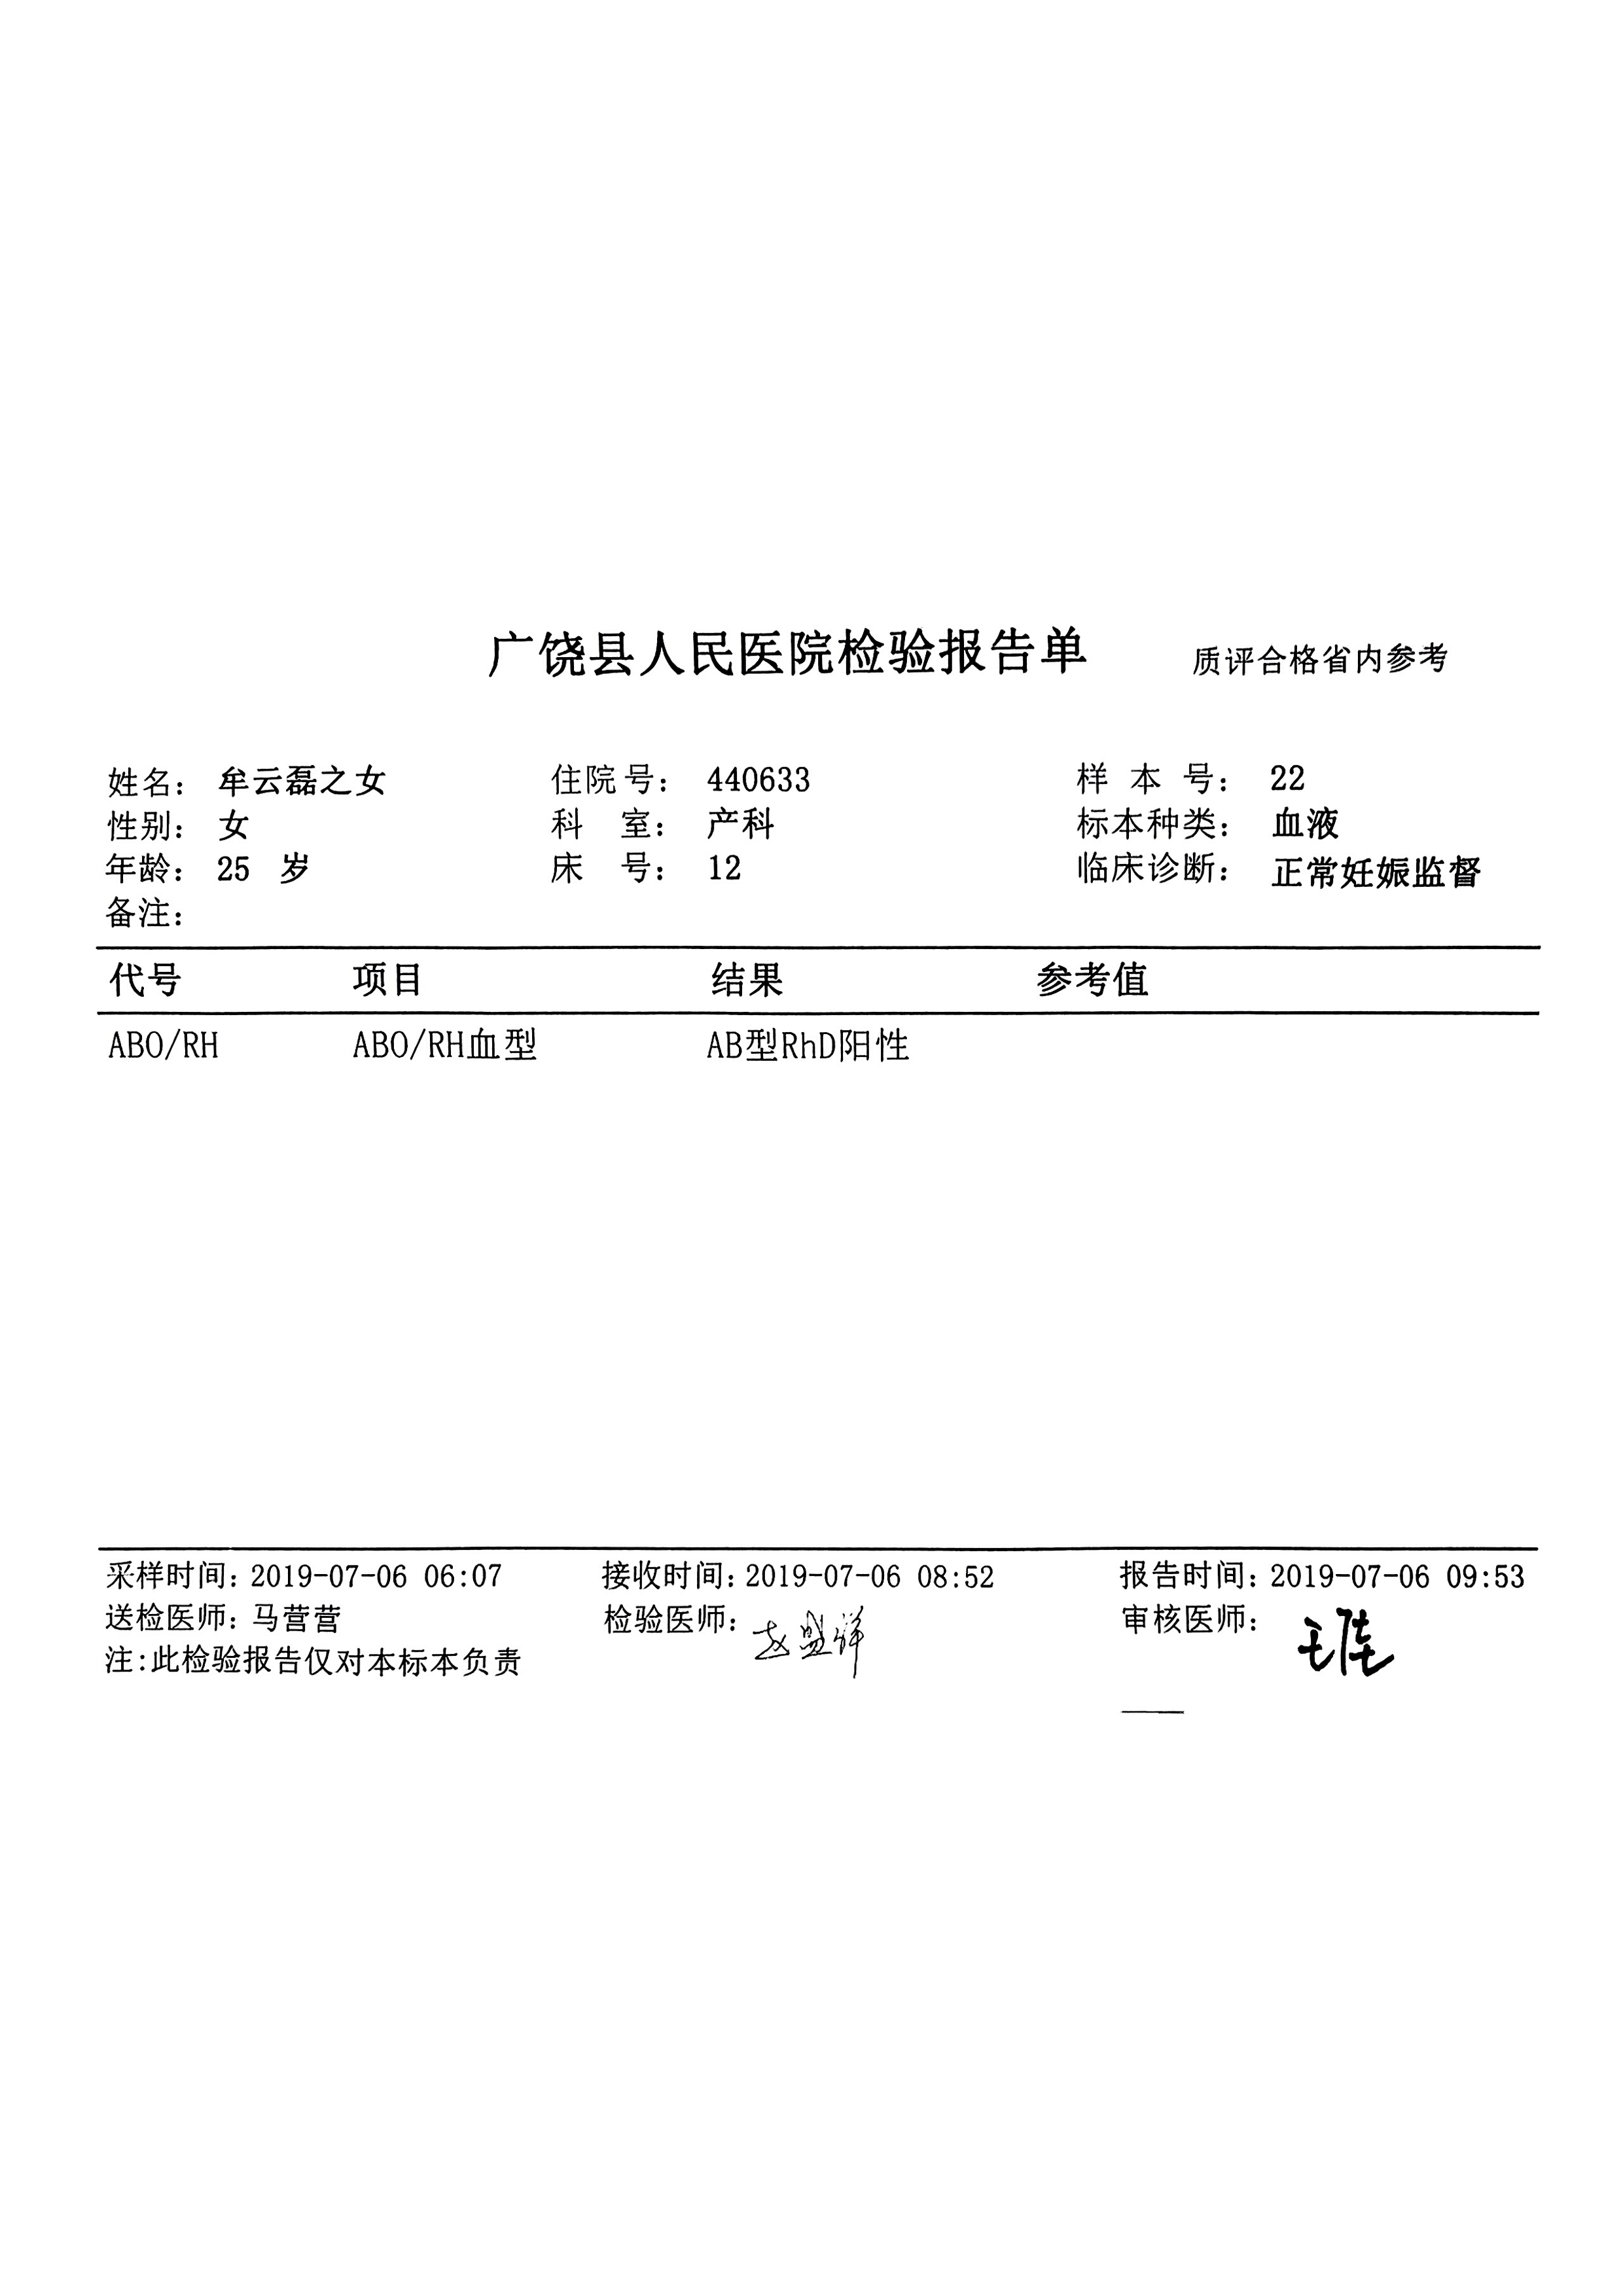 广饶县人民医院检验报告单 质评合格省内参考
姓名： 牟云磊之女 住院号： 440633 样 本 号： 22
性别： 女 科 室： 产科 标本种类： 血液
年龄： 25 岁 床 号： 12 临床诊断： 正常妊娠监督
备注：
代号 项目 结果 参考值
ABO/RH ABO/RH血型 AB型RhD阳性
采样时间：2019-07-06 06:07 接收时间：2019-07-06 08:52 报告时间：2019-07-06 09:53
送检医师：马营营 检验医师： 赵盟祥 审核医师：
注：此检验报告仅对本标本负责